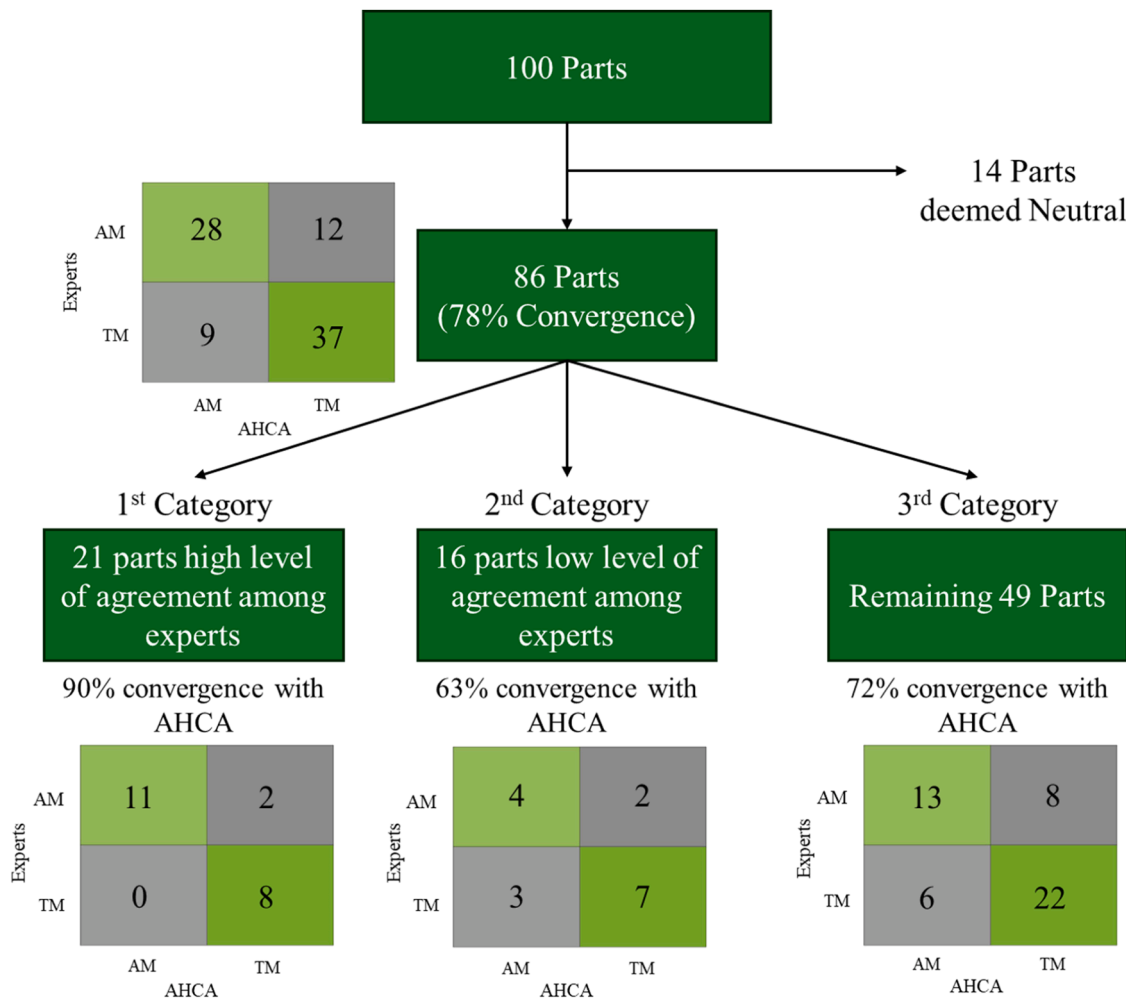 100 Parts
14 Parts
deemed Neutral
AM
28
12
Experts
TM
9
37
AM
TM
AHCA
86 Parts
(78% Convergence)
1st Category
21 parts high level
of agreement among
experts
90% convergence with
AHCA
AM
11
2
Experts
TM
0
8
AM
TM
AHCA
2nd Category
16 parts low level of
agreement among
experts
63% convergence with
AHCA
AM
4
2
Experts
TM
3
7
AM
TM
AHCA
3rd Category
Remaining 49 Parts
72% convergence with
AHCA
AM
13
8
Experts
TM
6
22
AM
TM
AHCA